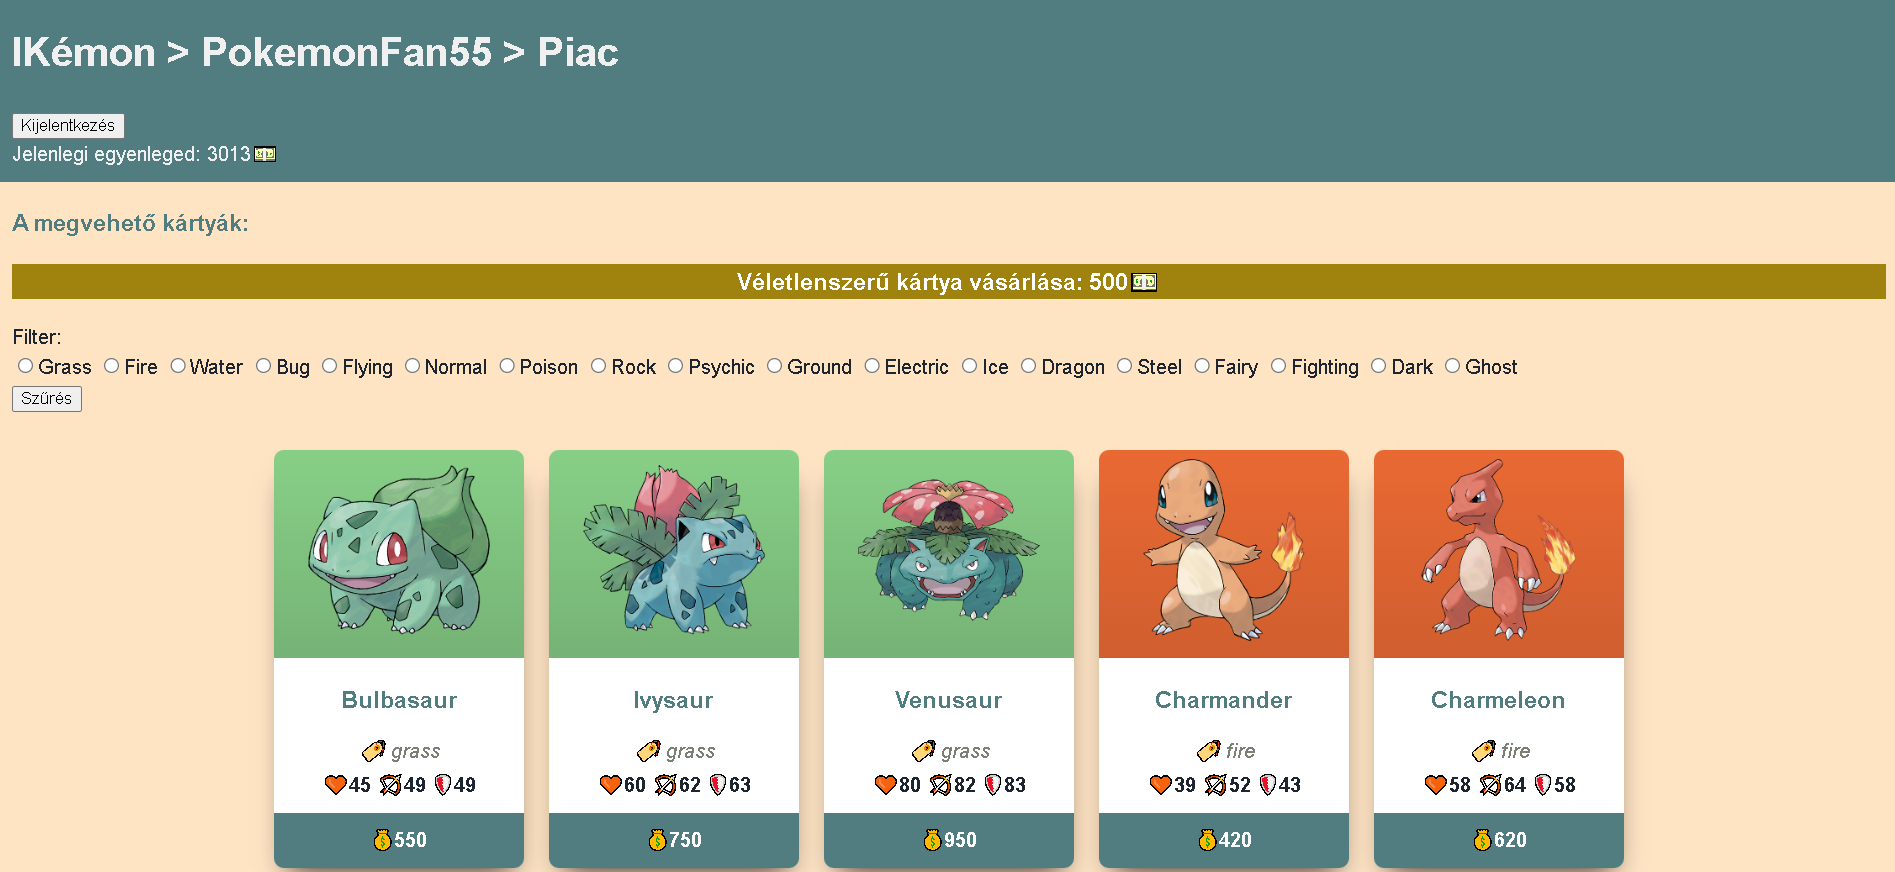 IKémon > PokemonFan55 > Piac
Kijelentkezés
Jelenlegi egyenleged: 3013
A megvehető kártyák:
Véletlenszerű kártya vásárlása: 500
Filter:
Grass Fire Water Bug Flying Normal Poison Rock Psychic Ground Electric Ice Dragon Steel Fairy Fighting Dark Ghost
Szűrés
Bulbasaur Ivysaur Venusaur Charmander Charmeleon
grass grass grass fire fire
45 49 49 60 62 63 80 82 83 39 52 43 58 64 58
550 750 950 420 620